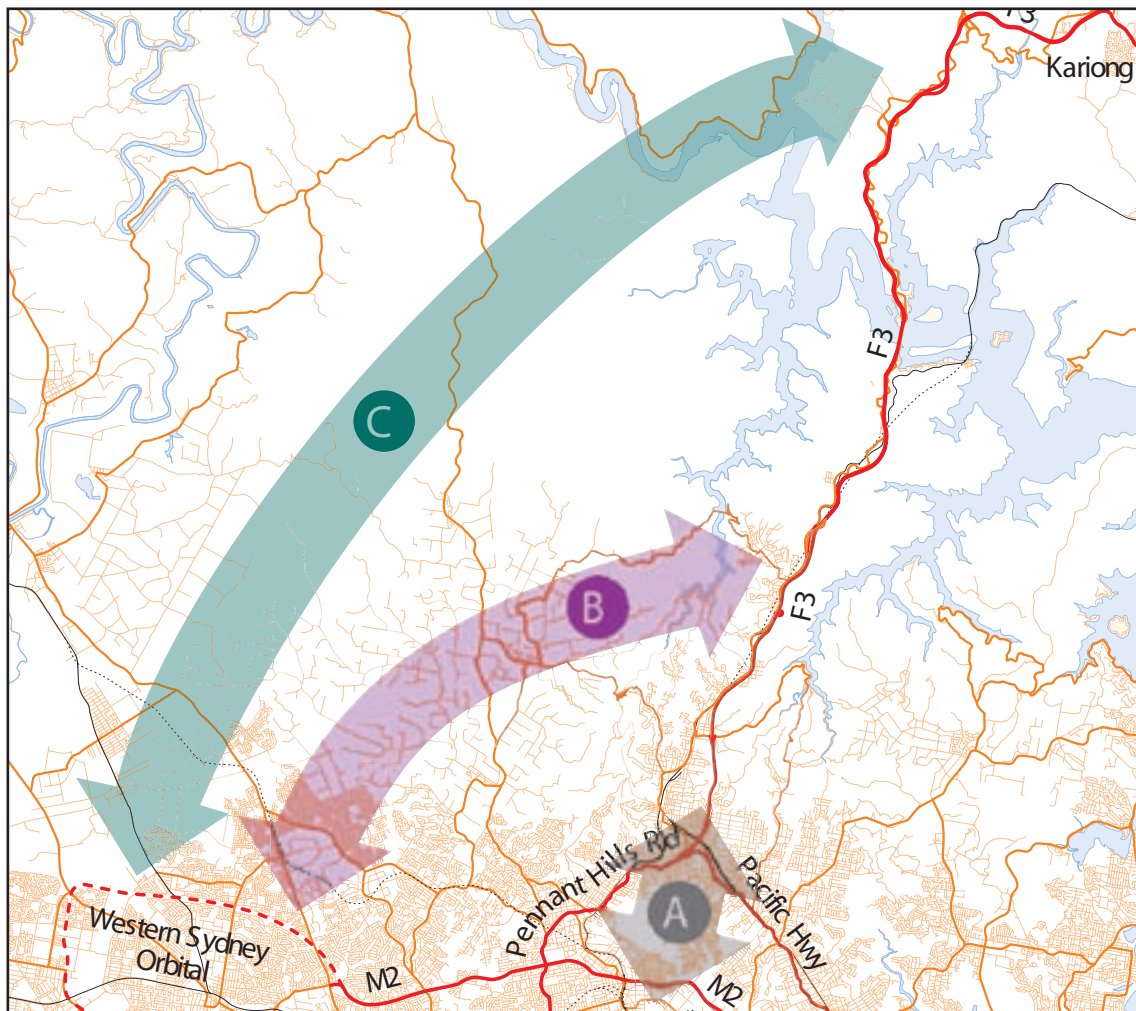 F3
Kariong
F3
C
B
F3
Pennant Hills Rd
Pacific Hwy
A
Western Sydney
Orbital
M2
M2